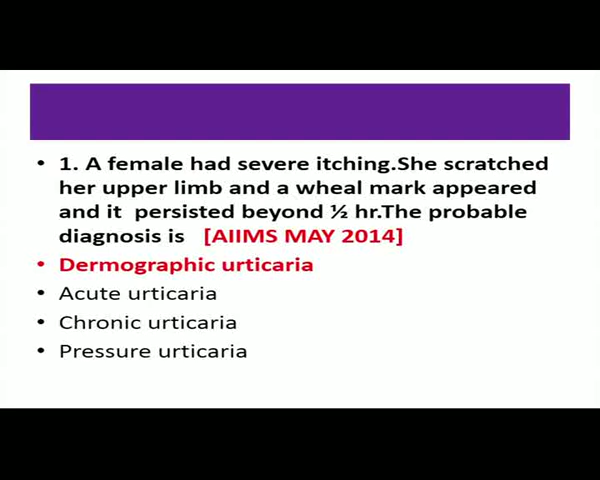 • 1. A female had severe itching.She scratched
her upper limb and a wheal mark appeared
and it persisted beyond ½ hr.The probable
diagnosis is [AIIMS MAY 2014]
• Dermographic urticaria
• Acute urticaria
• Chronic urticaria
• Pressure urticaria